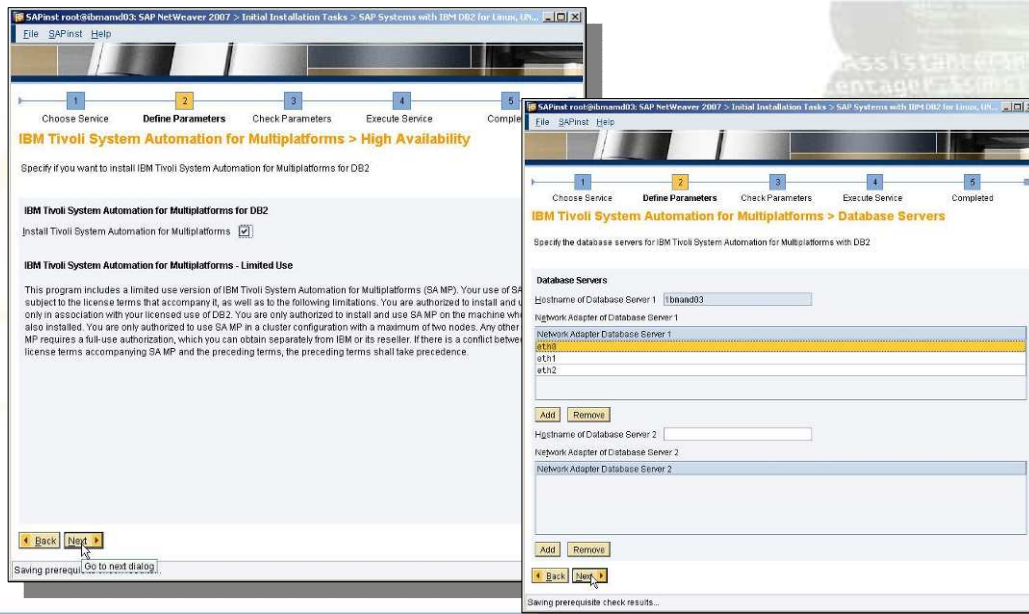 SAPinst root@ibmamd03: SAP NetWeaver 2007 > Initial Installation Tasks > SAP Systems with IBM DB2 for Linux, UN...
File SAPinst Help
1 2 3 4 5
Choose Service Define Parameters Check Parameters Execute Service Comple
IBM Tivoli System Automation for Multiplatforms > High Availability
Specify if you want to install IBM Tivoli System Automation for Multiplatforms for DB2
IBM Tivoli System Automation for Multiplatforms for DB2
Install Tivoli System Automation for Multiplatforms
IBM Tivoli System Automation for Multiplatforms - Limited Use
This program includes a limited use version of IBM Tivoli System Automation for Multiplatforms (SA MP). Your use of SA
subject to the license terms that accompany it, as well as to the following limitations. You are authorized to install and u
only in association with your licensed use of DB2. You are only authorized to install and use SA MP on the machine whe
also installed. You are only authorized to use SA MP in a cluster configuration with a maximum of two nodes. Any other
MP requires a full-use authorization, which you can obtain separately from IBM or its reseller. If there is a conflict betwee
license terms accompanying SA MP and the preceding terms, the preceding terms shall take precedence.
Back Next
Go to next dialog
Saving prerequi
SAPinst root@ibmamd03: SAP NetWeaver 2007 > Initial Installation Tasks > SAP Systems with IBM DB2 for Linux, UN...
File SAPinst Help
1 2 3 4 5
Choose Service Define Parameters Check Parameters Execute Service Completed
IBM Tivoli System Automation for Multiplatforms > Database Servers
Specify the database servers for IBM Tivoli System Automation for Multiplatforms with DB2
Database Servers
Hostname of Database Server 1 ibmamd03
Network Adapter of Database Server 1
Network Adapter Database Server 1
eth0
eth1
eth2
Add Remove
Hostname of Database Server 2
Network Adapter of Database Server 2
Network Adapter Database Server 2
Add Remove
Back Next
Saving prerequisite check results...